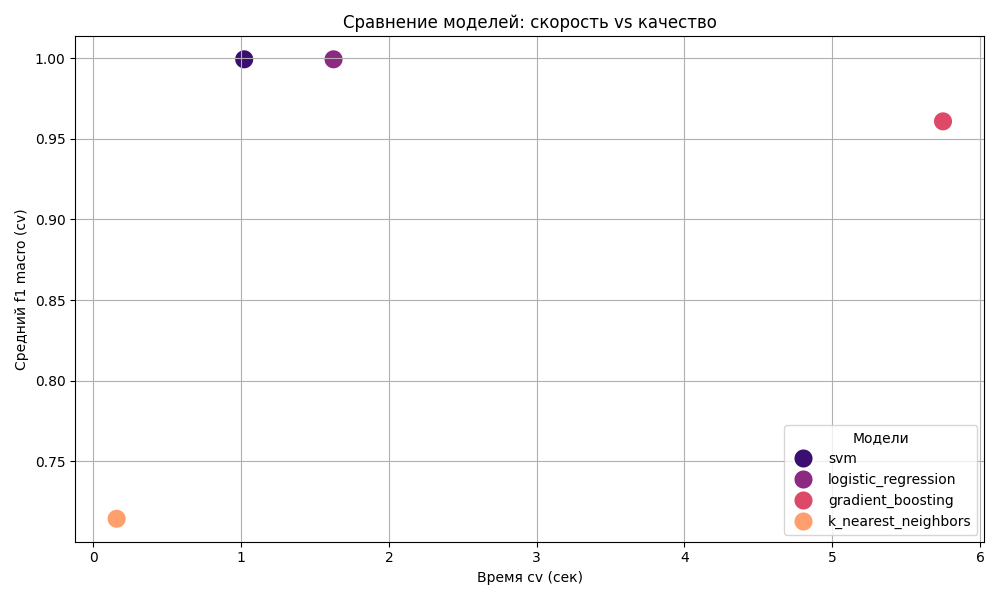 Сравнение моделей: скорость vs качество
Средний f1 macro (cv)
1.00
0.95
0.90
0.85
0.80
0.75
0
1
2
3
4
5
6
Время cv (сек)
Модели
svm
logistic_regression
gradient_boosting
k_nearest_neighbors